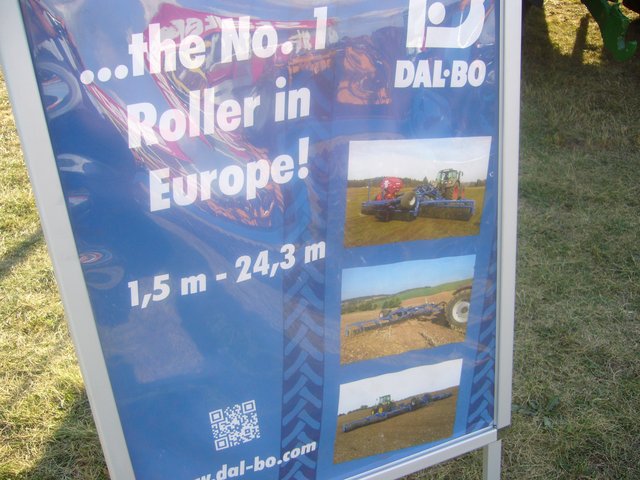 ...the No. 1
Roller in
Europe!
DAL·BO
1,5 m - 24,3 m
w.dal-bo.com